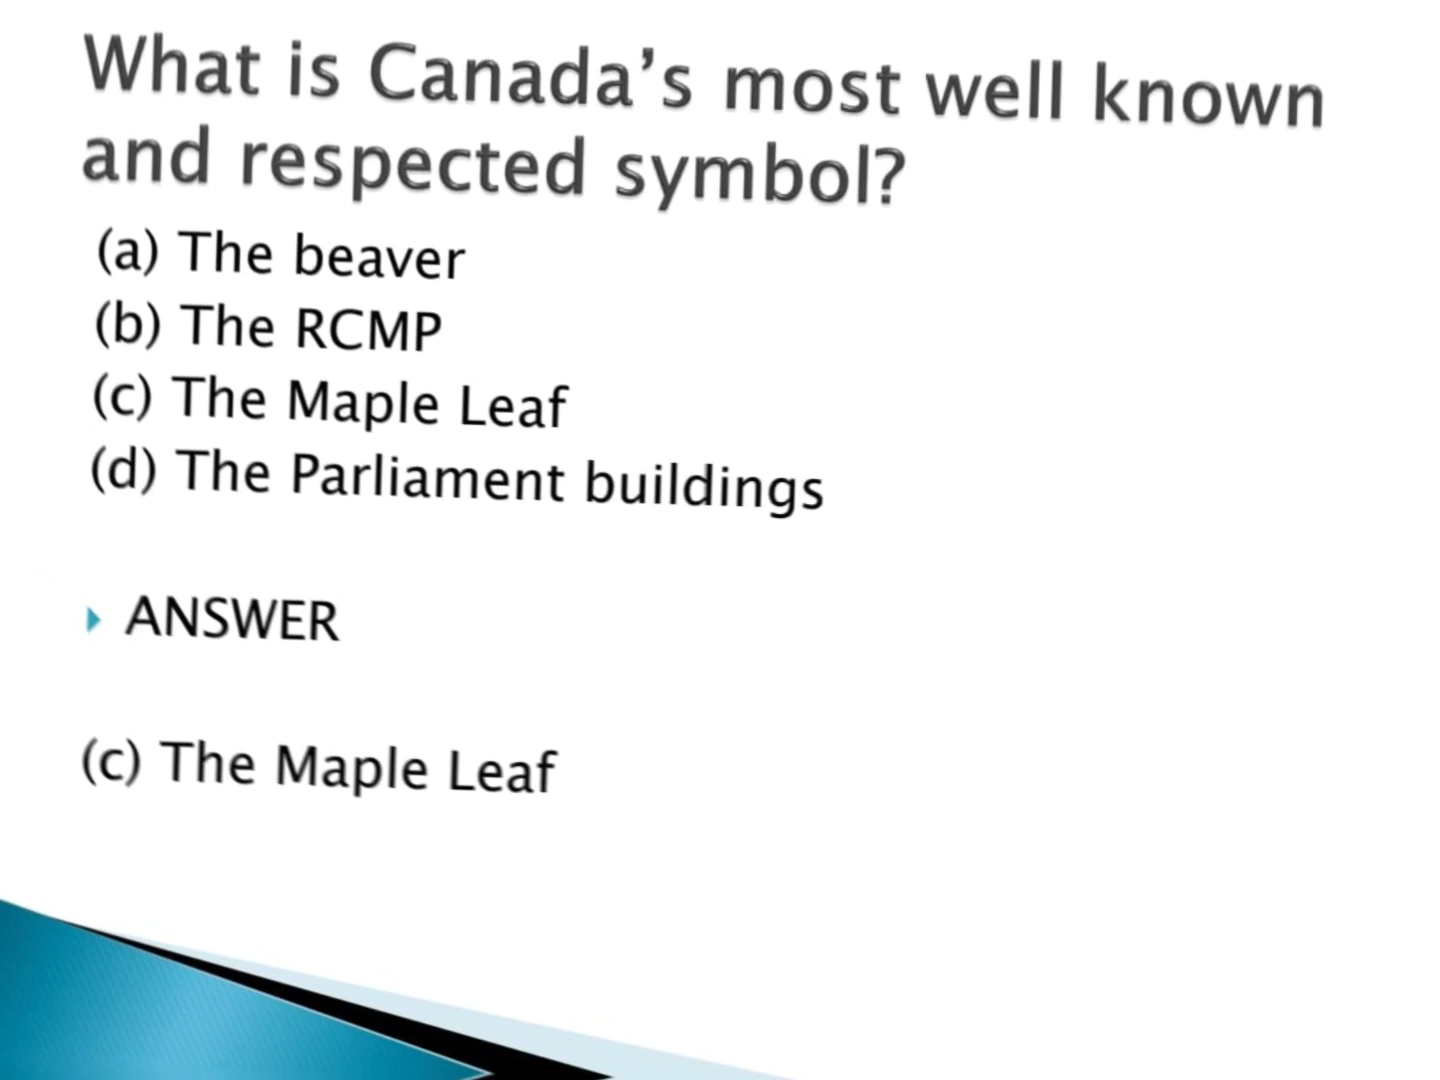 What is Canada’s most well known
and respected symbol?
(a) The beaver
(b) The RCMP
(c) The Maple Leaf
(d) The Parliament buildings
ANSWER
(c) The Maple Leaf